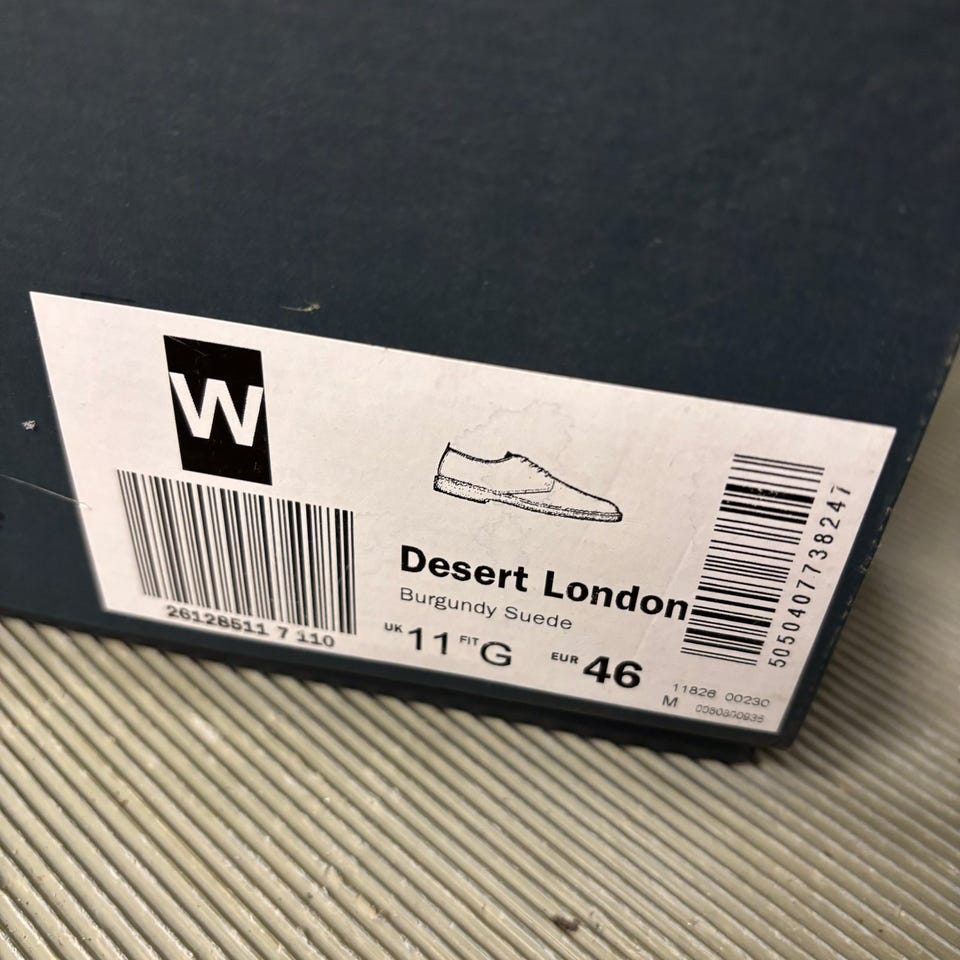 W
26128511 7 110
Desert London
Burgundy Suede
UK 11 FIT G EUR 46
5050407738247
11826 00230
M